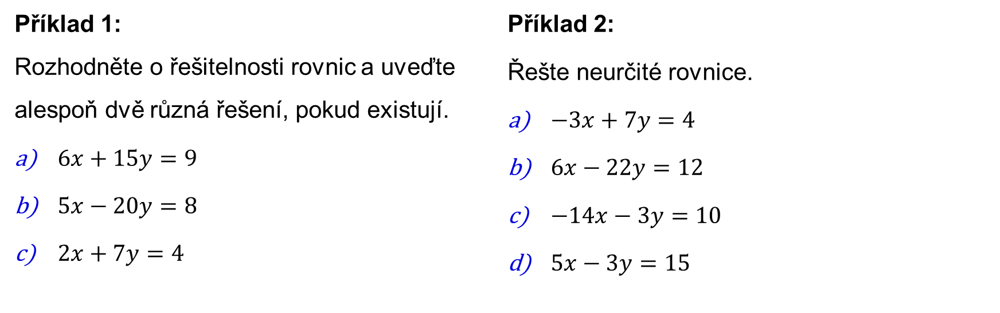 Příklad 1:
Rozhodněte o řešitelnosti rovnic a uveďte
alespoň dvě různá řešení, pokud existují.
a) 6x + 15y = 9
b) 5x − 20y = 8
c) 2x + 7y = 4
Příklad 2:
Řešte neurčité rovnice.
a) −3x + 7y = 4
b) 6x − 22y = 12
c) −14x − 3y = 10
d) 5x − 3y = 15